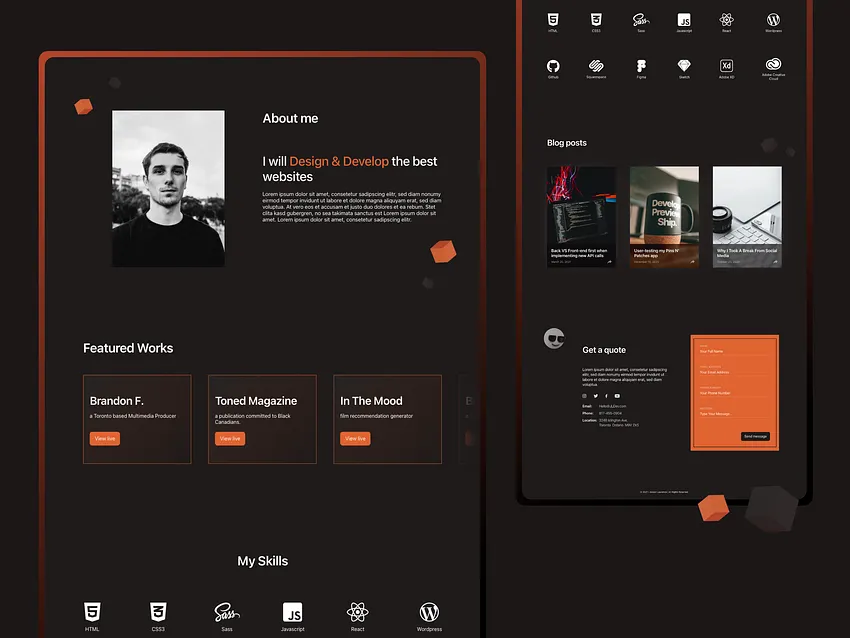 About me
I will Design & Develop the best
websites
Lorem ipsum dolor sit amet, consetetur sadipscing elitr, sed diam nonumy
eirmod tempor invidunt ut labore et dolore magna aliquyam erat, sed diam
voluptua. At vero eos et accusam et justo duo dolores et ea rebum. Stet
clita kasd gubergren, no sea takimata sanctus est Lorem ipsum dolor sit
amet. Lorem ipsum dolor sit amet, consetetur sadipscing elitr.
Featured Works
Brandon F.
a Toronto based Multimedia Producer
View live
Toned Magazine
a publication committed to Black
Canadians.
View live
In The Mood
film recommendation generator
View live
B
My Skills
HTML
CSS3
Sass
JS
Javascript
React
Wordpress
HTML
CSS3
Sass
JS
Javascript
React
Wordpress
Github
Squarespace
Figma
Sketch
Xd
Adobe XD
Adobe Creative
Cloud
Blog posts
Back VS Front-end first when
implementing new API calls
Develop.
Preview.
Ship.
User-testing my Pins N'
Patches app
Why I Took A Break From Social
Media
Get a quote
Lorem ipsum dolor sit amet, consetetur sadipscing
elitr, sed diam nonumy eirmod tempor invidunt ut
labore et dolore magna aliquyam erat, sed diam
voluptua.
Email:
Phone:
Location:
Toronto, Ontario,
Your Full Name
Your Email Address
Your Phone Number
Type Your Message
Send message